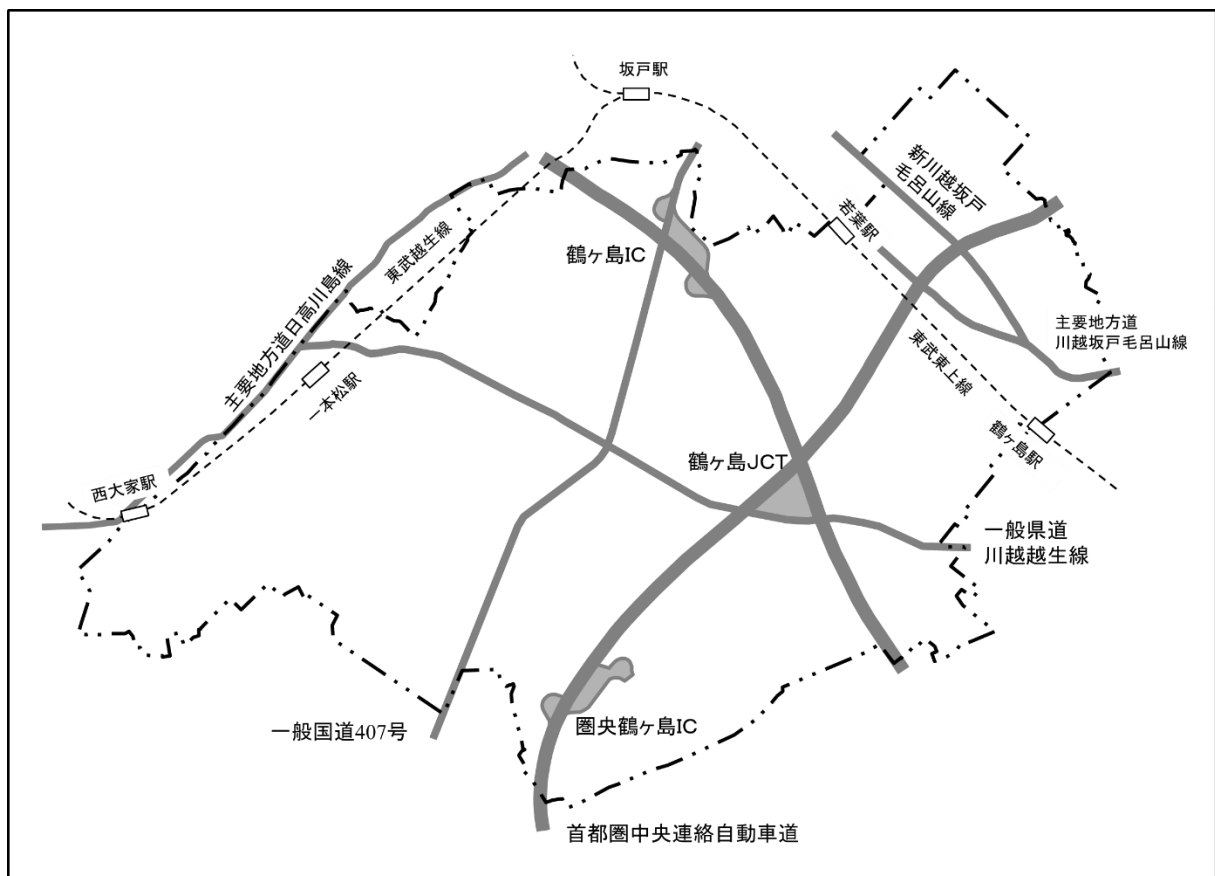 坂戸駅
新川越坂戸
毛呂山線
若葉駅
鶴ヶ島IC
東武越生線
主要地方道日高川島線
一本松駅
主要地方道
川越坂戸毛呂山線
東武東上線
鶴ヶ島駅
鶴ヶ島JCT
西大家駅
一般県道
川越越生線
一般国道407号
圏央鶴ヶ島IC
首都圏中央連絡自動車道